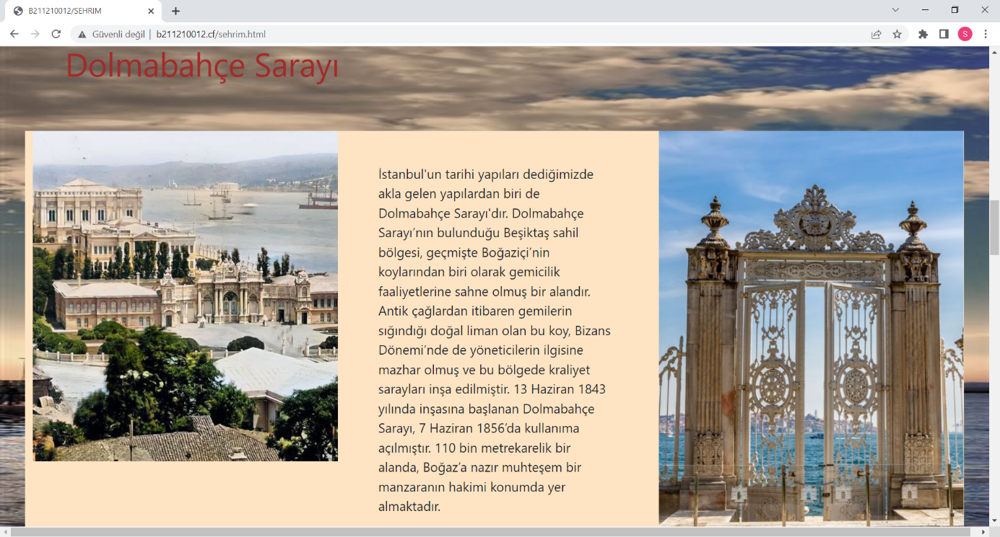 B211210012/SEHRIM
Güvenli değil
b211210012.cf/sehrim.html
S
Dolmabahçe Sarayı
İstanbul'un tarihi yapıları dediğimizde
akla gelen yapılardan biri de
Dolmabahçe Sarayı'dır. Dolmabahçe
Sarayı’nın bulunduğu Beşiktaş sahil
bölgesi, geçmişte Boğaziçi’nin
koylarından biri olarak gemicilik
faaliyetlerine sahne olmuş bir alandır.
Antik çağlardan itibaren gemilerin
sığındığı doğal liman olan bu koy, Bizans
Dönemi’nde de yöneticilerin ilgisine
mazhar olmuş ve bu bölgede kraliyet
sarayları inşa edilmiştir. 13 Haziran 1843
yılında inşasına başlanan Dolmabahçe
Sarayı, 7 Haziran 1856’da kullanıma
açılmıştır. 110 bin metrekarelik bir
alanda, Boğaz’a nazır muhteşem bir
manzaranın hakimi konumda yer
almaktadır.